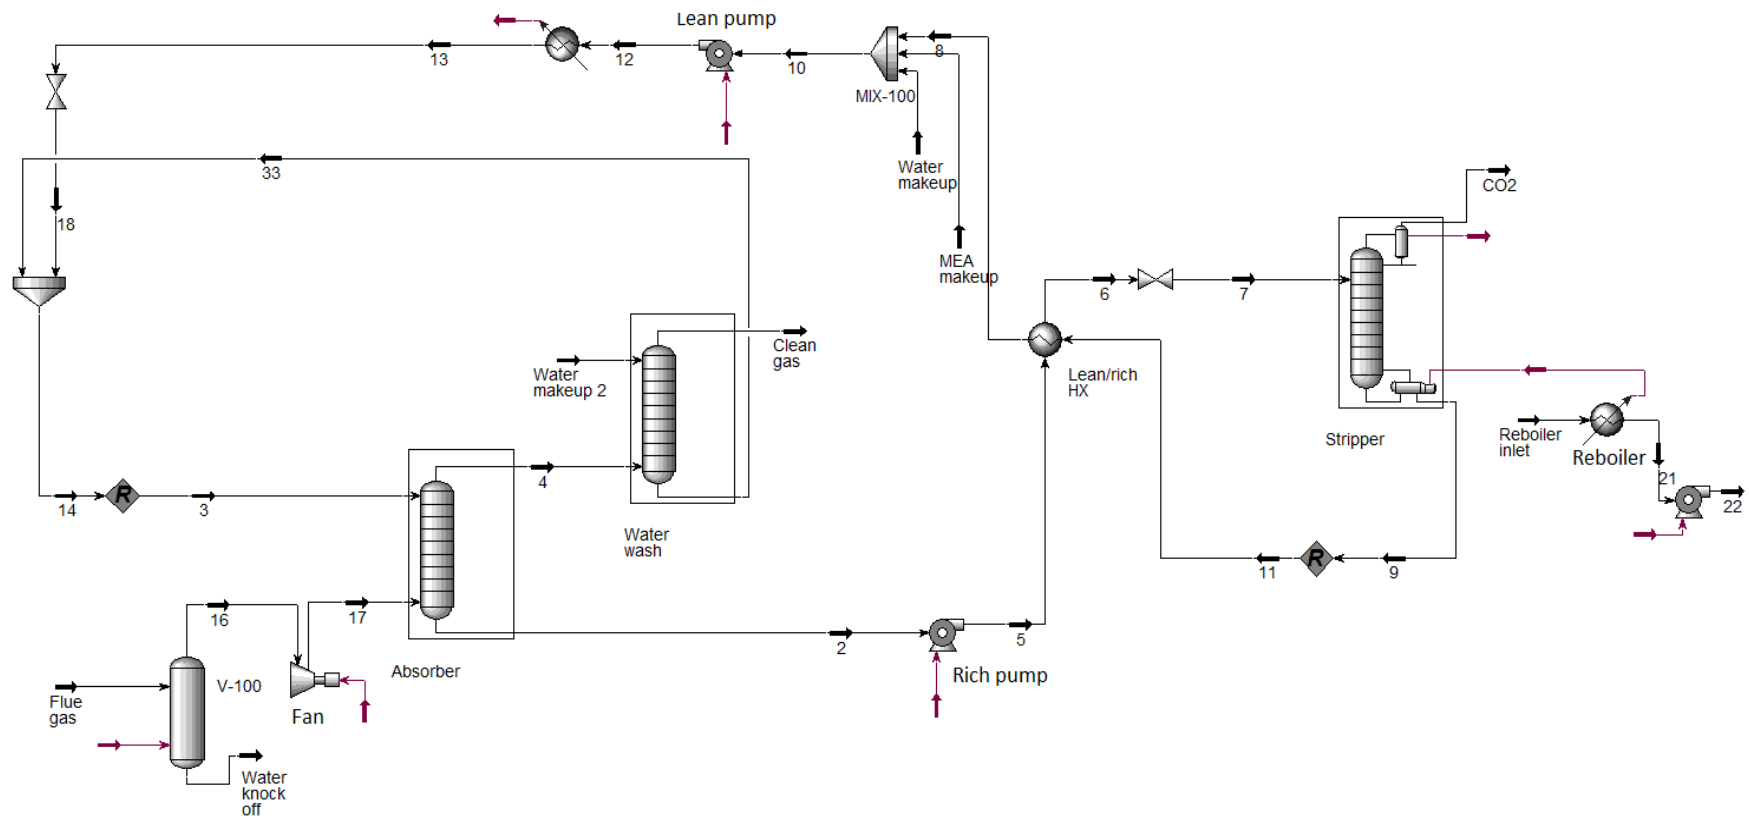 Lean pump
13
12
10
8
MIX-100
Water
makeup
33
CO2
18
MEA
makeup
6
7
Clean
gas
Water
makeup 2
Lean/rich
HX
Stripper
Reboiler
inlet
Reboiler
4
21
22
14
R
3
Water
wash
11
R
9
16
17
5
2
Absorber
Rich pump
V-100
Flue
gas
Fan
Water
knock
off